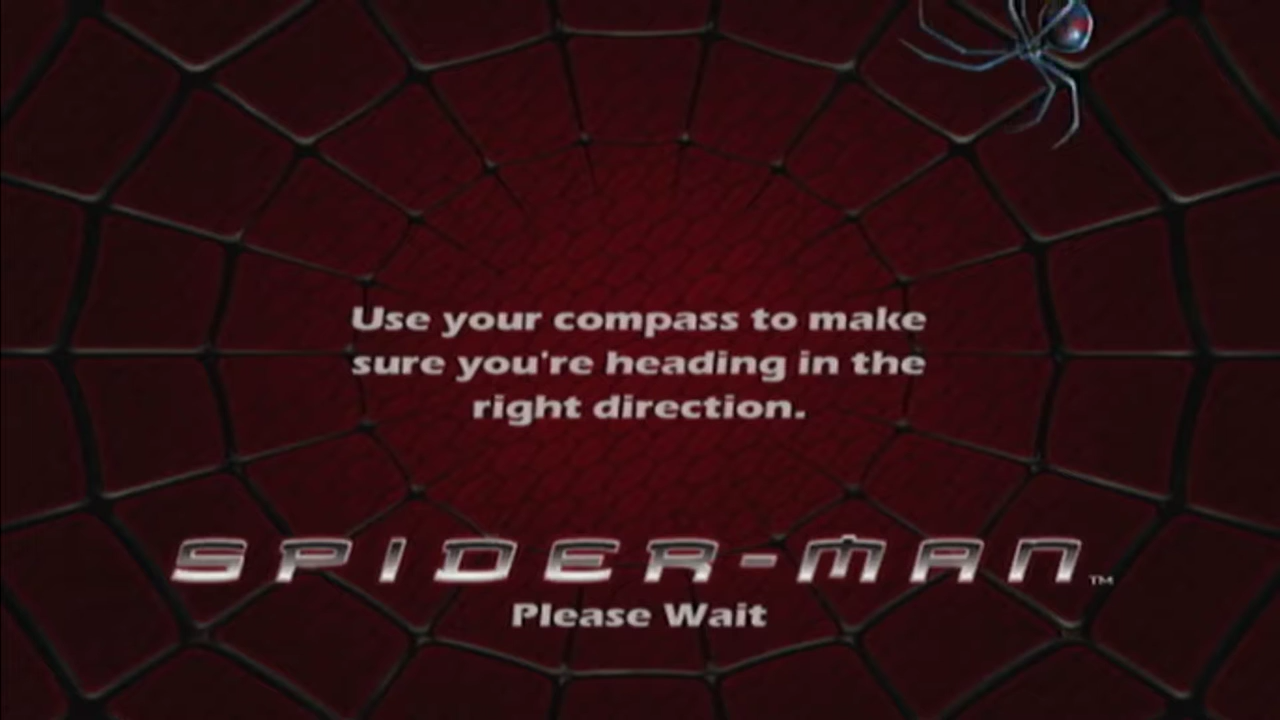 Use your compass to make
sure you're heading in the
right direction.
SPIDER-MAN™
Please Wait